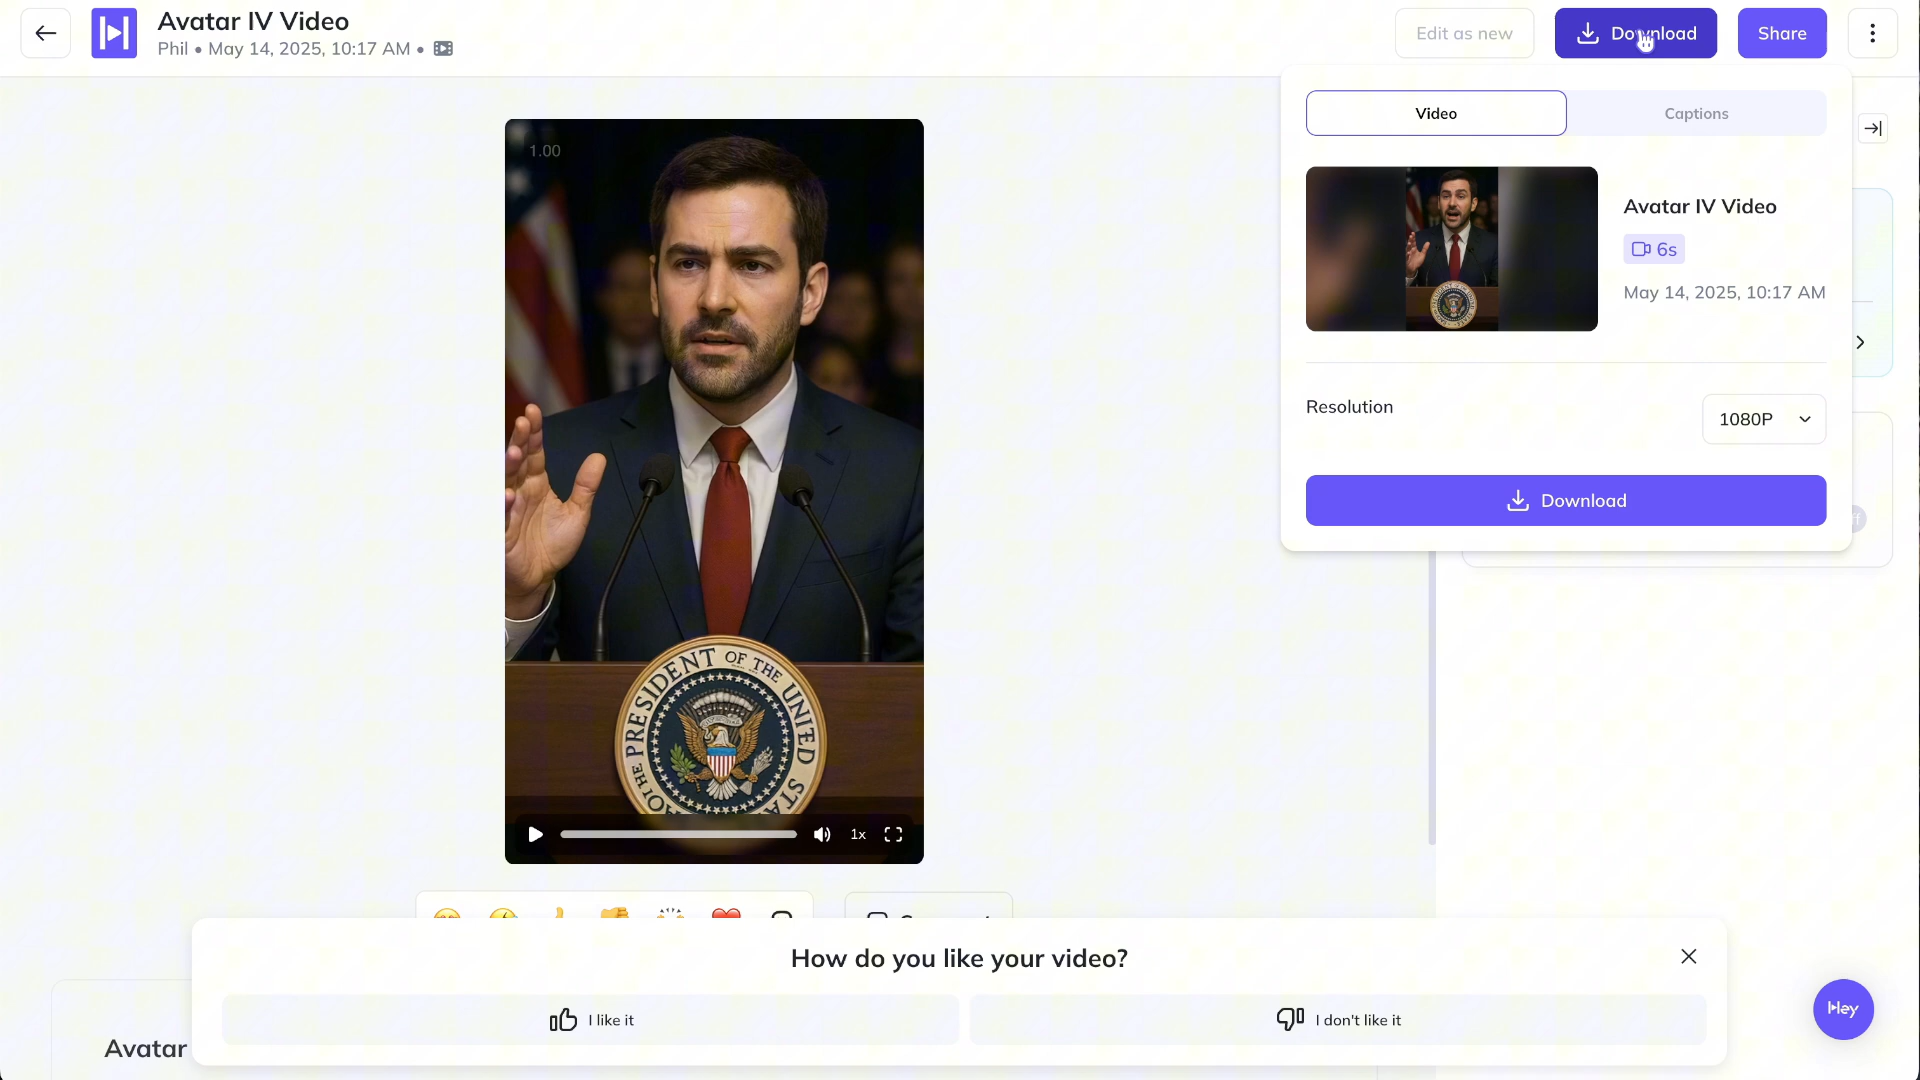 Avatar IV Video
Phil • May 14, 2025, 10:17 AM •
Edit as new
Download
Share
Video
Captions
1.00
Avatar IV Video
6s
May 14, 2025, 10:17 AM
Resolution
1080P
Download
PRESIDENT OF THE UNITED
1x
How do you like your video?
I like it
I don't like it
Hey
Avatar